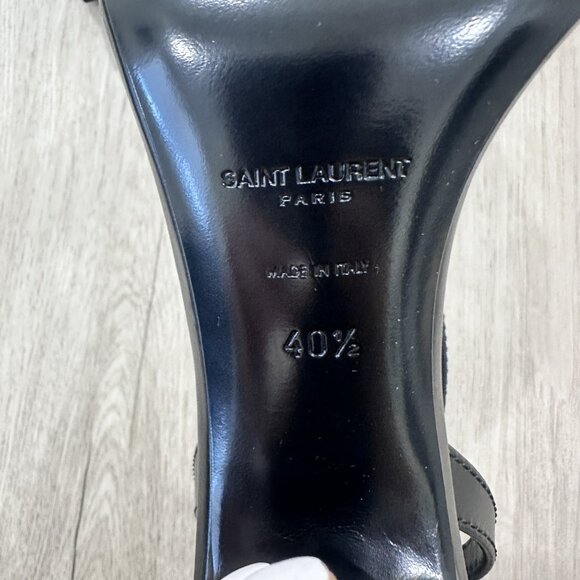 SAINT LAURENT
PARIS
MADE IN ITALY
40½